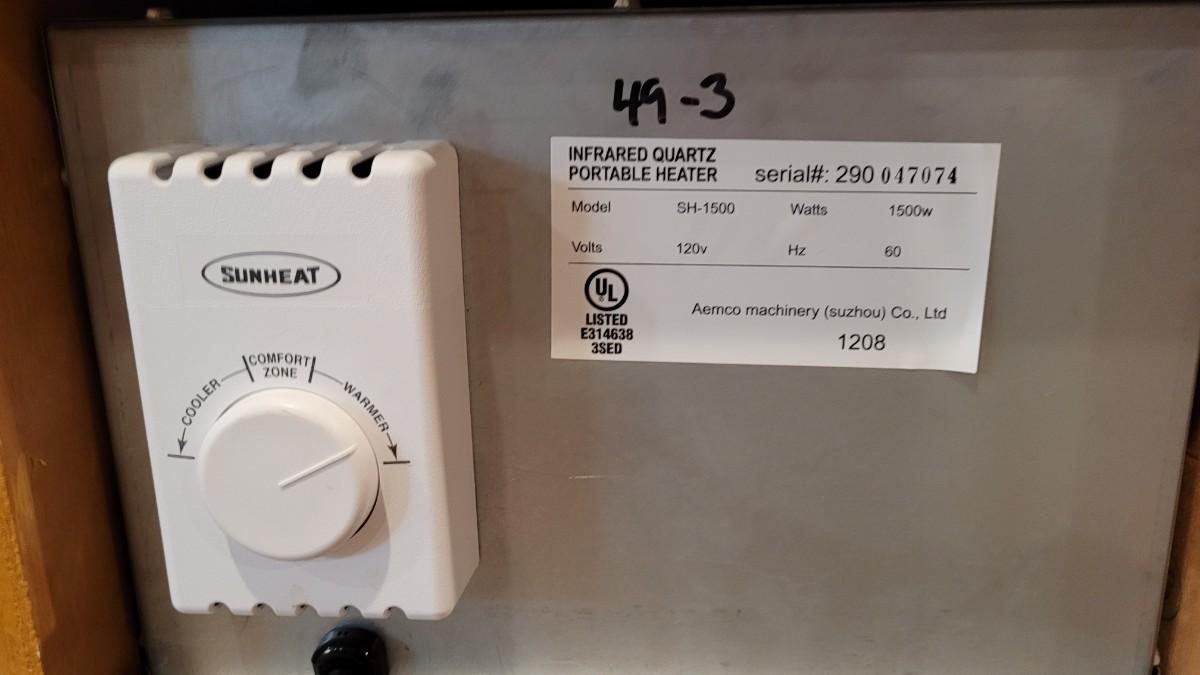 49-3
INFRARED QUARTZ
PORTABLE HEATER serial#: 290 047074
Model SH-1500 Watts 1500w
Volts 120v Hz 60
UL
LISTED
E314638
3SED
Aemco machinery (suzhou) Co., Ltd
1208
SUNHEAT
COOLER
COMFORT
ZONE
WARMER